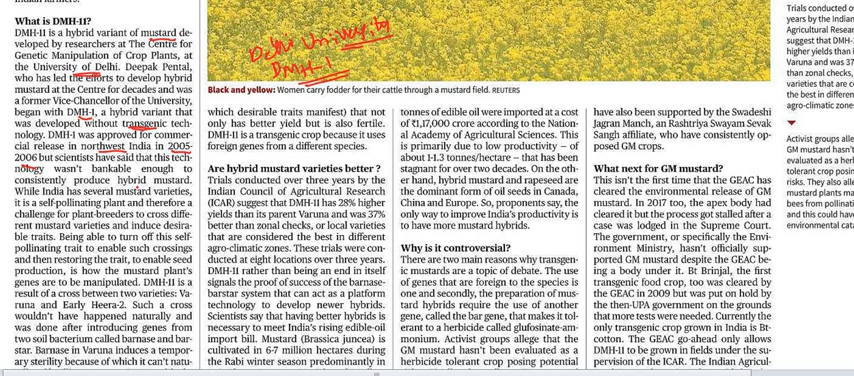 What is DMH-11?
DMH-11 is a hybrid variant of mustard de-
veloped by researchers at The Centre for
Genetic Manipulation of Crop Plants, at
the University of Delhi. Deepak Pental,
who has led the efforts to develop hybrid
mustard at the Centre for decades and was
a former Vice-Chancellor of the University,
began with DMH-1, a hybrid variant that
was developed without transgenic tech-
nology. DMH-1 was approved for commer-
cial release in northwest India in 2005-
2006 but scientists have said that this tech-
nology wasn't bankable enough to
consistently produce hybrid mustard.
While India has several mustard varieties,
it is a self-pollinating plant and therefore a
challenge for plant-breeders to cross differ-
ent mustard varieties and induce desira-
ble traits. Being able to turn off this self-
pollinating trait to enable such crossings
and then restoring the trait, to enable seed
production, is how the mustard plant's
genes are to be manipulated. DMH-11 is a
result of a cross between two varieties: Va-
runa and Early Heera-2. Such a cross
wouldn't have happened naturally and
was done after introducing genes from
two soil bacterium called barnase and bar-
star. Barnase in Varuna induces a tempor-
ary sterility because of which it can't natu-
Delhi University
DMH-1
Black and yellow: Women carry fodder for their cattle through a mustard field. REUTERS
which desirable traits manifest) that not
only has better yield but is also fertile.
DMH-11 is a transgenic crop because it uses
foreign genes from a different species.
Are hybrid mustard varieties better ?
Trials conducted over three years by the
Indian Council of Agricultural Research
(ICAR) suggest that DMH-11 has 28% higher
yields than its parent Varuna and was 37%
better than zonal checks, or local varieties
that are considered the best in different
agro-climatic zones. These trials were con-
ducted at eight locations over three years.
DMH-11 rather than being an end in itself
signals the proof of success of the barnase-
barstar system that can act as a platform
technology to develop newer hybrids.
Scientists say that having better hybrids is
necessary to meet India's rising edible-oil
import bill. Mustard (Brassica juncea) is
cultivated in 6-7 million hectares during
the Rabi winter season predominantly in
tonnes of edible oil were imported at a cost
of ₹1,17,000 crore according to the Nation-
al Academy of Agricultural Sciences. This
is primarily due to low productivity — of
about 1-1.3 tonnes/hectare — that has been
stagnant for over two decades. On the oth-
er hand, hybrid mustard and rapeseed are
the dominant form of oil seeds in Canada,
China and Europe. So, proponents say, the
only way to improve India's productivity is
to have more mustard hybrids.
Why is it controversial?
There are two main reasons why transgen-
ic mustards are a topic of debate. The use
of genes that are foreign to the species is
one and secondly, the preparation of mus-
tard hybrids require the use of another
gene, called the bar gene, that makes it tol-
erant to a herbicide called glufosinate-am-
monium. Activist groups allege that the
GM mustard hasn't been evaluated as a
herbicide tolerant crop posing potential
have also been supported by the Swadeshi
Jagran Manch, an Rashtriya Swayam Sevak
Sangh affiliate, who have consistently op-
posed GM crops.
What next for GM mustard?
This isn't the first time that the GEAC has
cleared the environmental release of GM
mustard. In 2017 too, the apex body had
cleared it but the process got stalled after a
case was lodged in the Supreme Court.
The government, or specifically the Envi-
ronment Ministry, hasn't officially sup-
ported GM mustard despite the GEAC be-
ing a body under it. Bt Brinjal, the first
transgenic food crop, too was cleared by
the GEAC in 2009 but was put on hold by
the then-UPA government on the grounds
that more tests were needed. Currently the
only transgenic crop grown in India is Bt-
cotton. The GEAC go-ahead only allows
DMH-11 to be grown in fields under the su-
pervision of the ICAR. The Indian Agricul-
Trials conducted o
years by the Indian
Agricultural Resear
suggest that DMH-
higher yields than i
Varuna and was 37
than zonal checks,
varieties that are c
the best in different
agro-climatic zones
Activist groups alleg
GM mustard hasn't
evaluated as a herb
tolerant crop posing
risks. They also alle
mustard plants ma
bees from pollinati
and this could have
environmental cata